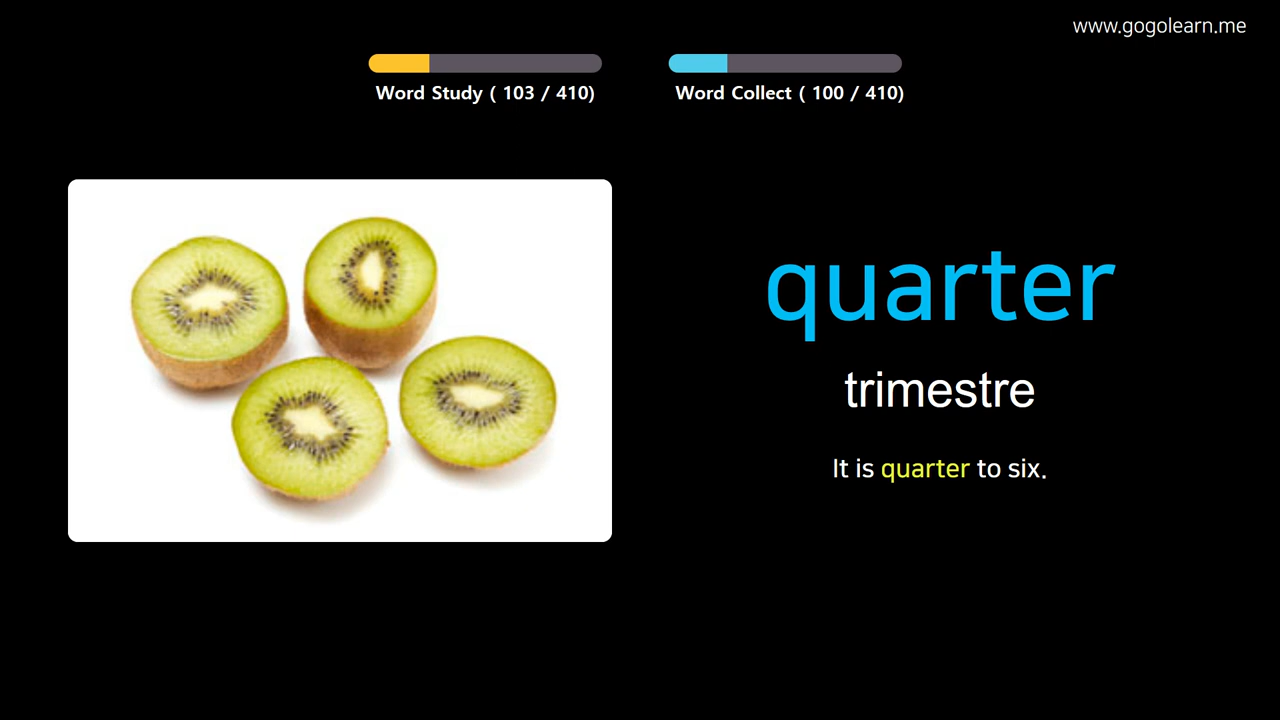 www.gogolearn.me
Word Study ( 103 / 410)
Word Collect ( 100 / 410)
quarter
trimestre
It is quarter to six.